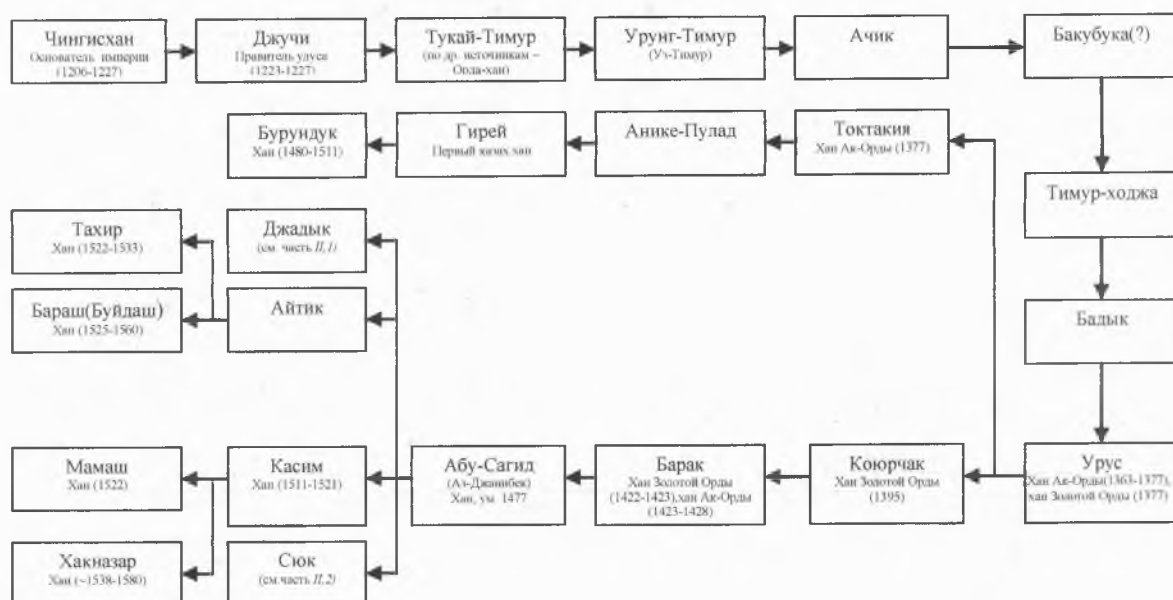 Чингисхан
Основатель империи
(1206-1227)
Джучи
Правитель улуса
(1223-1227)
Тукай-Тимур
(по др. источникам –
Орда-хан)
Урунг-Тимур
(Уз-Тимур)
Ачик
Бакубука(?)
Бурундук
Хан (1480-1511)
Гирей
Первый казах хан
Анике-Пулад
Токтакия
Хан Ак-Орды (1377)
Тимур-ходжа
Тахир
Хан (1522-1533)
Джадык
(см. часть II,1)
Бараш(Буйдаш)
Хан (1525-1560)
Айтик
Бадык
Мамаш
Хан (1522)
Касим
Хан (1511-1521)
Абу-Сагид
(Аз-Джанибек)
Хан, ум. 1477
Барак
Хан Золотой Орды
(1422-1423),хан Ак-Орды
(1423-1428)
Коюрчак
Хан Золотой Орды
(1395)
Урус
Хан Ак-Орды(1363-1377),
хан Золотой Орды (1377)
Хакназар
Хан (~1538-1580)
Сюк
(см.часть II,2)